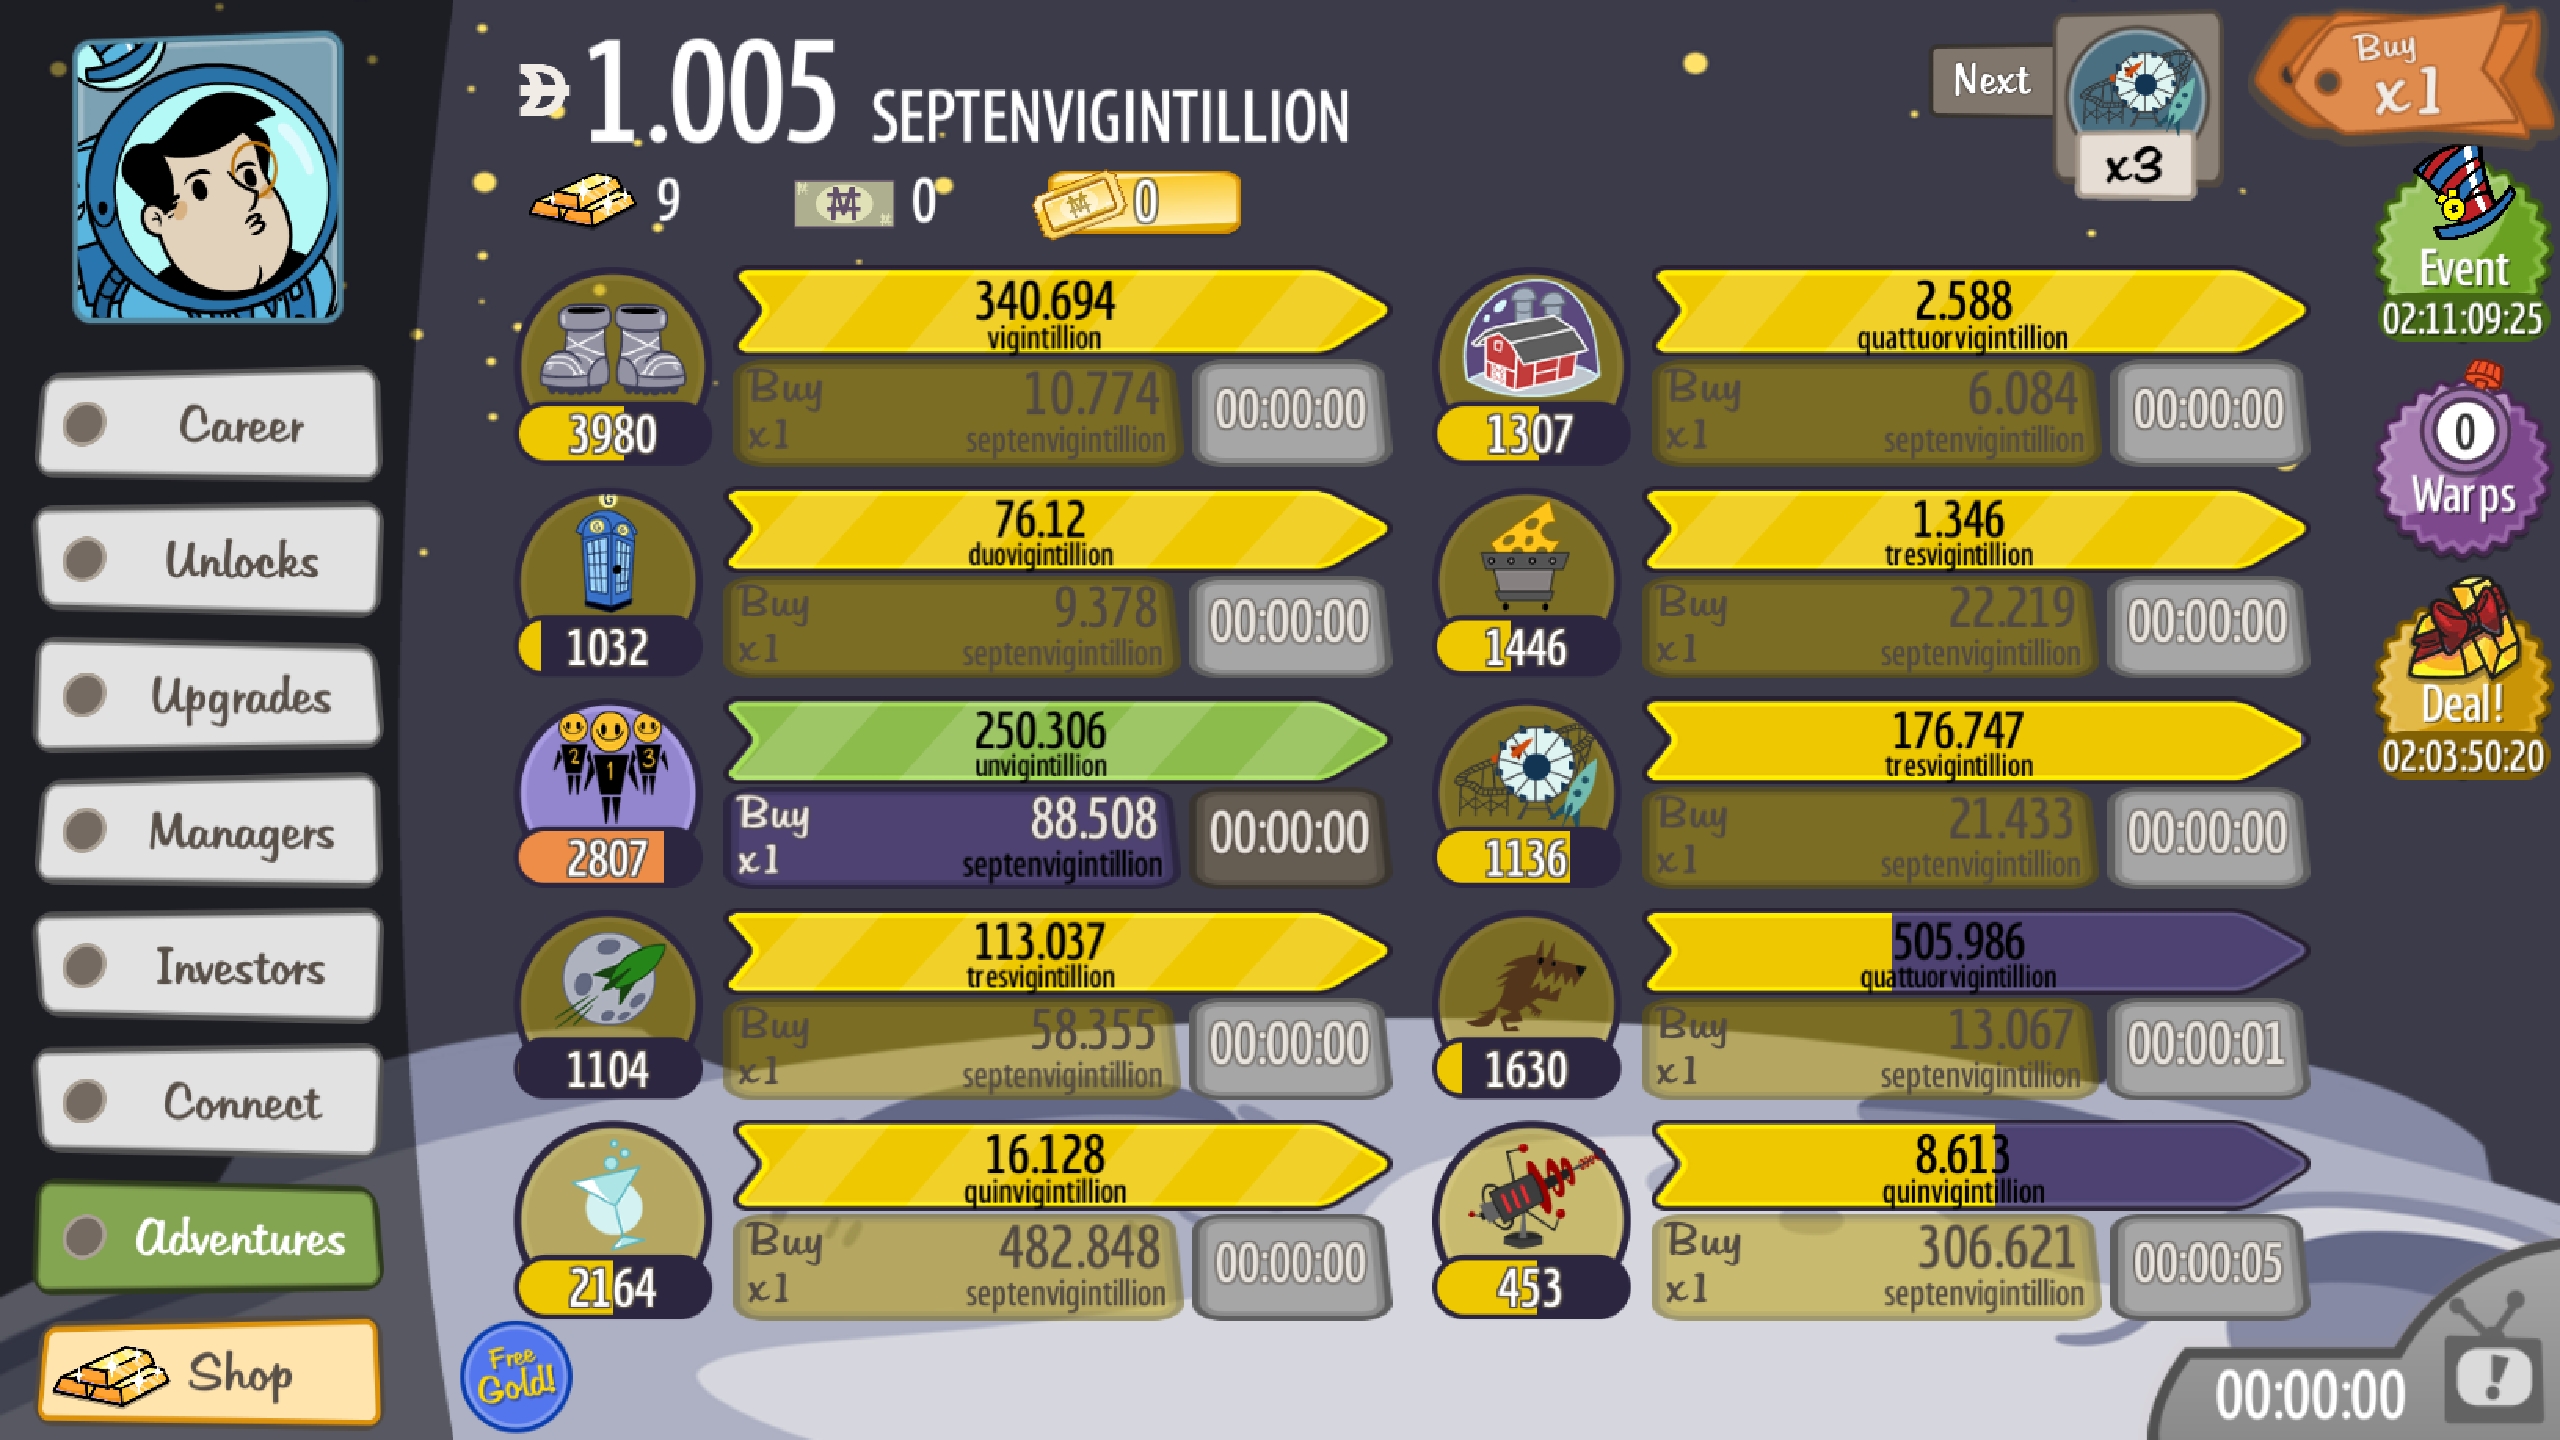 1.005 SEPTENVIGINTILLION
9
0
0
Next
x3
Buy
x1
Event
02:11:09:25
0
Warps
Deal!
02:03:50:20
Career
Unlocks
Upgrades
Managers
Investors
Connect
Adventures
Shop
340.694
vigintillion
3980
Buy
x1
10.774
septenvigintillion
00:00:00
2.588
quattuorvigintillion
1307
Buy
x1
6.084
septenvigintillion
00:00:00
G
76.12
duovigintillion
1032
Buy
x1
9.378
septenvigintillion
00:00:00
1.346
tresvigintillion
1446
Buy
x1
22.219
septenvigintillion
00:00:00
2
1
3
250.306
unvigintillion
2807
Buy
x1
88.508
septenvigintillion
00:00:00
176.747
tresvigintillion
1136
Buy
x1
21.433
septenvigintillion
00:00:00
113.037
tresvigintillion
1104
Buy
x1
58.355
septenvigintillion
00:00:00
505.986
quattuorvigintillion
1630
Buy
x1
13.067
septenvigintillion
00:00:01
16.128
quinvigintillion
2164
Buy
x1
482.848
septenvigintillion
00:00:00
8.613
quinvigintillion
453
Buy
x1
306.621
septenvigintillion
00:00:05
Free
Gold!
00:00:00
!